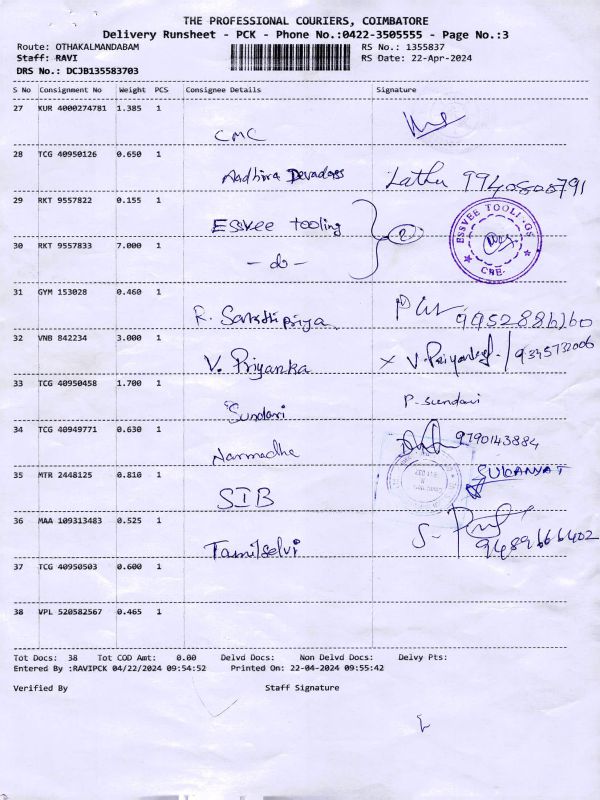 THE PROFESSIONAL COURIERS, COIMBATORE
Delivery Runsheet - PCK - Phone No.:0422-3505555 - Page No.:3
Route: OTHAKALMANDABAM RS No.: 1355837
Staff: RAVI RS Date: 22-Apr-2024
DRS No.: DCJB135583703
S No Consignment No Weight PCS Consignee Details Signature
27 KUR 4000274781 1.385 1
CMC
28 TCG 40950126 0.650 1
Aadhira Devadass Latha 9940808791
29 RKT 9557822 0.155 1
ESSVEE Tooling
ESSVEE TOOLINGS
CBE.
30 RKT 9557833 7.000 1
- do -
31 GYM 153028 0.460 1
R. Sakthi priya 9952886260
32 VNB 842234 3.000 1
V. Priyanka X V. Priyanka / 9345732006
33 TCG 40950458 1.700 1
Sundari P. sundari
34 TCG 40949771 0.630 1
Narmadha 9790143884
35 MTR 2448125 0.810 1
SIB SUKANYA T
36 MAA 109313483 0.525 1
Tamilselvi 9489666402
37 TCG 40950503 0.600 1
38 VPL 520582567 0.465 1
Tot Docs: 38 Tot COD Amt: 0.00 Delvd Docs: Non Delvd Docs: Delvy Pts:
Entered By :RAVIPCK 04/22/2024 09:54:52 Printed On: 22-04-2024 09:55:42
Verified By Staff Signature